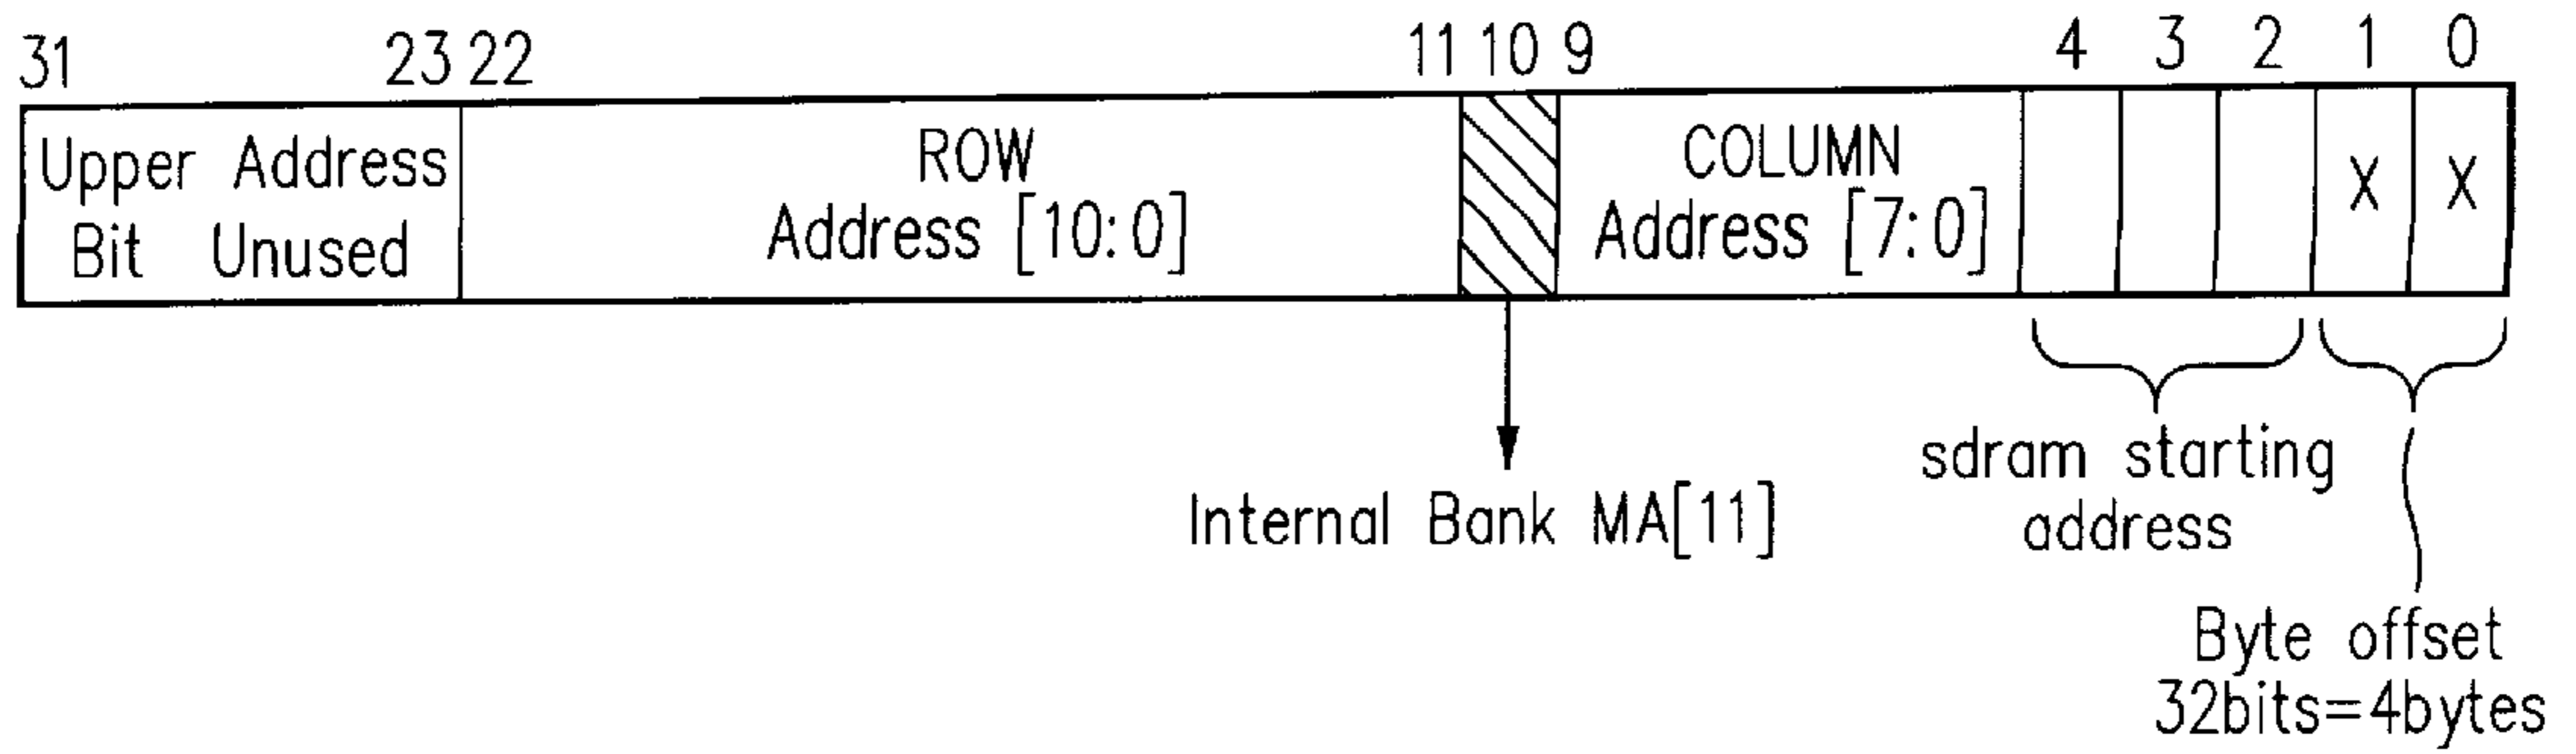 31 23 22 11 10 9 4 3 2 1 0
Upper Address
Bit Unused
ROW
Address [10:0]
COLUMN
Address [7:0]
X X
Internal Bank MA[11]
sdram starting
address
Byte offset
32bits=4bytes